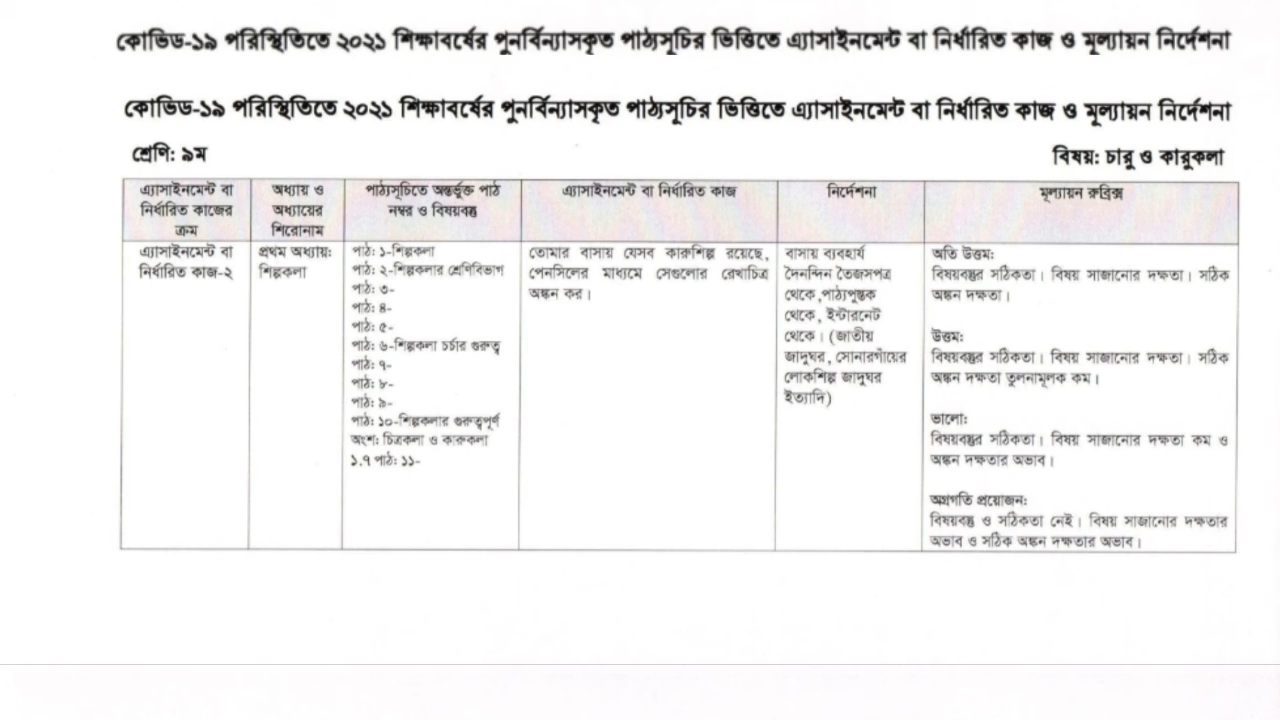 কোভিড-১৯ পরিস্থিতিতে ২০২১ শিক্ষাবর্ষের পুনর্বিন্যাসকৃত পাঠ্যসূচির ভিত্তিতে এ্যাসাইনমেন্ট বা নির্ধারিত কাজ ও মূল্যায়ন নির্দেশনা
কোভিড-১৯ পরিস্থিতিতে ২০২১ শিক্ষাবর্ষের পুনর্বিন্যাসকৃত পাঠ্যসূচির ভিত্তিতে এ্যাসাইনমেন্ট বা নির্ধারিত কাজ ও মূল্যায়ন নির্দেশনা
শ্রেণি: ৯ম
বিষয়: চারু ও কারুকলা
এ্যাসাইনমেন্ট বা
নির্ধারিত কাজের
ক্রম
অধ্যায় ও
অধ্যায়ের
শিরোনাম
পাঠ্যসূচিতে অন্তর্ভুক্ত পাঠ
নম্বর ও বিষয়বস্তু
এ্যাসাইনমেন্ট বা নির্ধারিত কাজ
নির্দেশনা
মূল্যায়ন রুব্রিক্স
এ্যাসাইনমেন্ট বা
নির্ধারিত কাজ-২
প্রথম অধ্যায়:
শিল্পকলা
পাঠ: ১-শিল্পকলা
পাঠ: ২-শিল্পকলার শ্রেণিবিভাগ
পাঠ: ৩-
পাঠ: ৪-
পাঠ: ৫-
পাঠ: ৬-শিল্পকলা চর্চার গুরুত্ব
পাঠ: ৭-
পাঠ: ৮-
পাঠ: ৯-
পাঠ: ১০-শিল্পকলার গুরুত্বপূর্ণ
অংশ: চিত্রকলা ও কারুকলা
১.৭ পাঠ: ১১-
তোমার বাসায় যেসব কারুশিল্প রয়েছে,
পেনসিলের মাধ্যমে সেগুলোর রেখাচিত্র
অঙ্কন কর।
বাসায় ব্যবহার্য
দৈনন্দিন তৈজসপত্র
থেকে ,পাঠ্যপুস্তক
থেকে, ইন্টারনেট
থেকে। (জাতীয়
জাদুঘর, সোনারগাঁয়ের
লোকশিল্প জাদুঘর
ইত্যাদি)
অতি উত্তম:
বিষয়বস্তুর সঠিকতা। বিষয় সাজানোর দক্ষতা। সঠিক
অঙ্কন দক্ষতা।
উত্তম:
বিষয়বস্তুর সঠিকতা। বিষয় সাজানোর দক্ষতা। সঠিক
অঙ্কন দক্ষতা তুলনামূলক কম।
ভালো:
বিষয়বস্তুর সঠিকতা। বিষয় সাজানোর দক্ষতা কম ও
অঙ্কন দক্ষতার অভাব।
অগ্রগতি প্রয়োজন:
বিষয়বস্তু ও সঠিকতা নেই। বিষয় সাজানোর দক্ষতার
অভাব ও সঠিক অঙ্কন দক্ষতার অভাব।